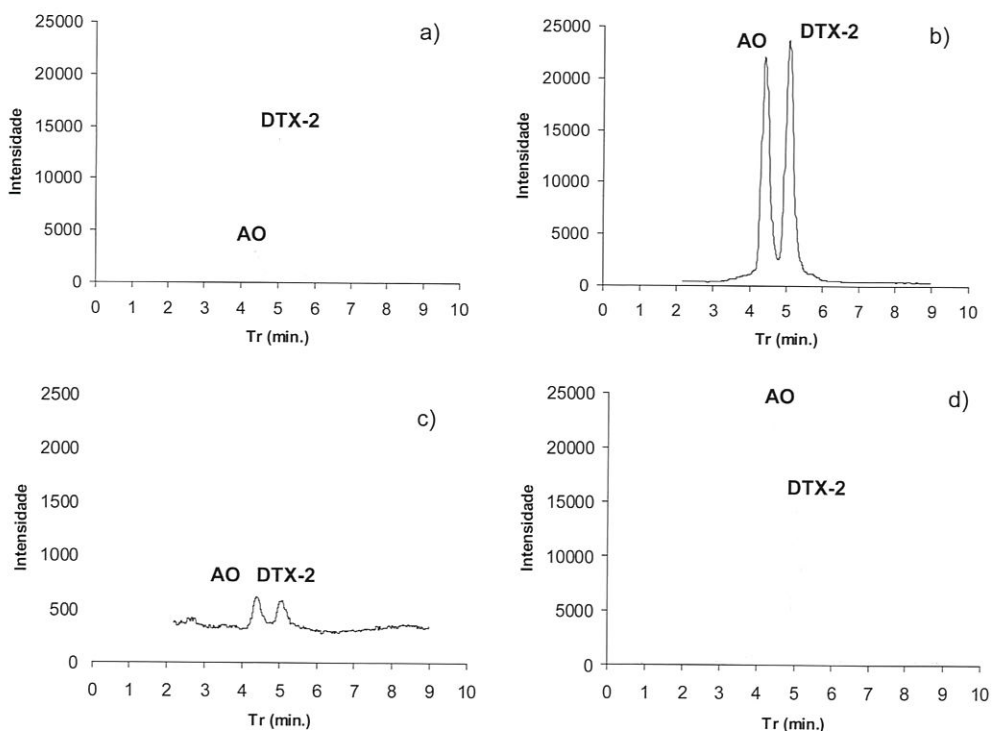 a)
25000
20000
15000
10000
5000
0
Intensidade
DTX-2
AO
0 1 2 3 4 5 6 7 8 9 10
Tr (min.)
b)
25000
20000
15000
10000
5000
0
Intensidade
AO DTX-2
0 1 2 3 4 5 6 7 8 9 10
Tr (min.)
c)
2500
2000
1500
1000
500
0
Intensidade
AO DTX-2
0 1 2 3 4 5 6 7 8 9 10
Tr (min.)
d)
25000
20000
15000
10000
5000
0
Intensidade
AO
DTX-2
0 1 2 3 4 5 6 7 8 9 10
Tr (min.)